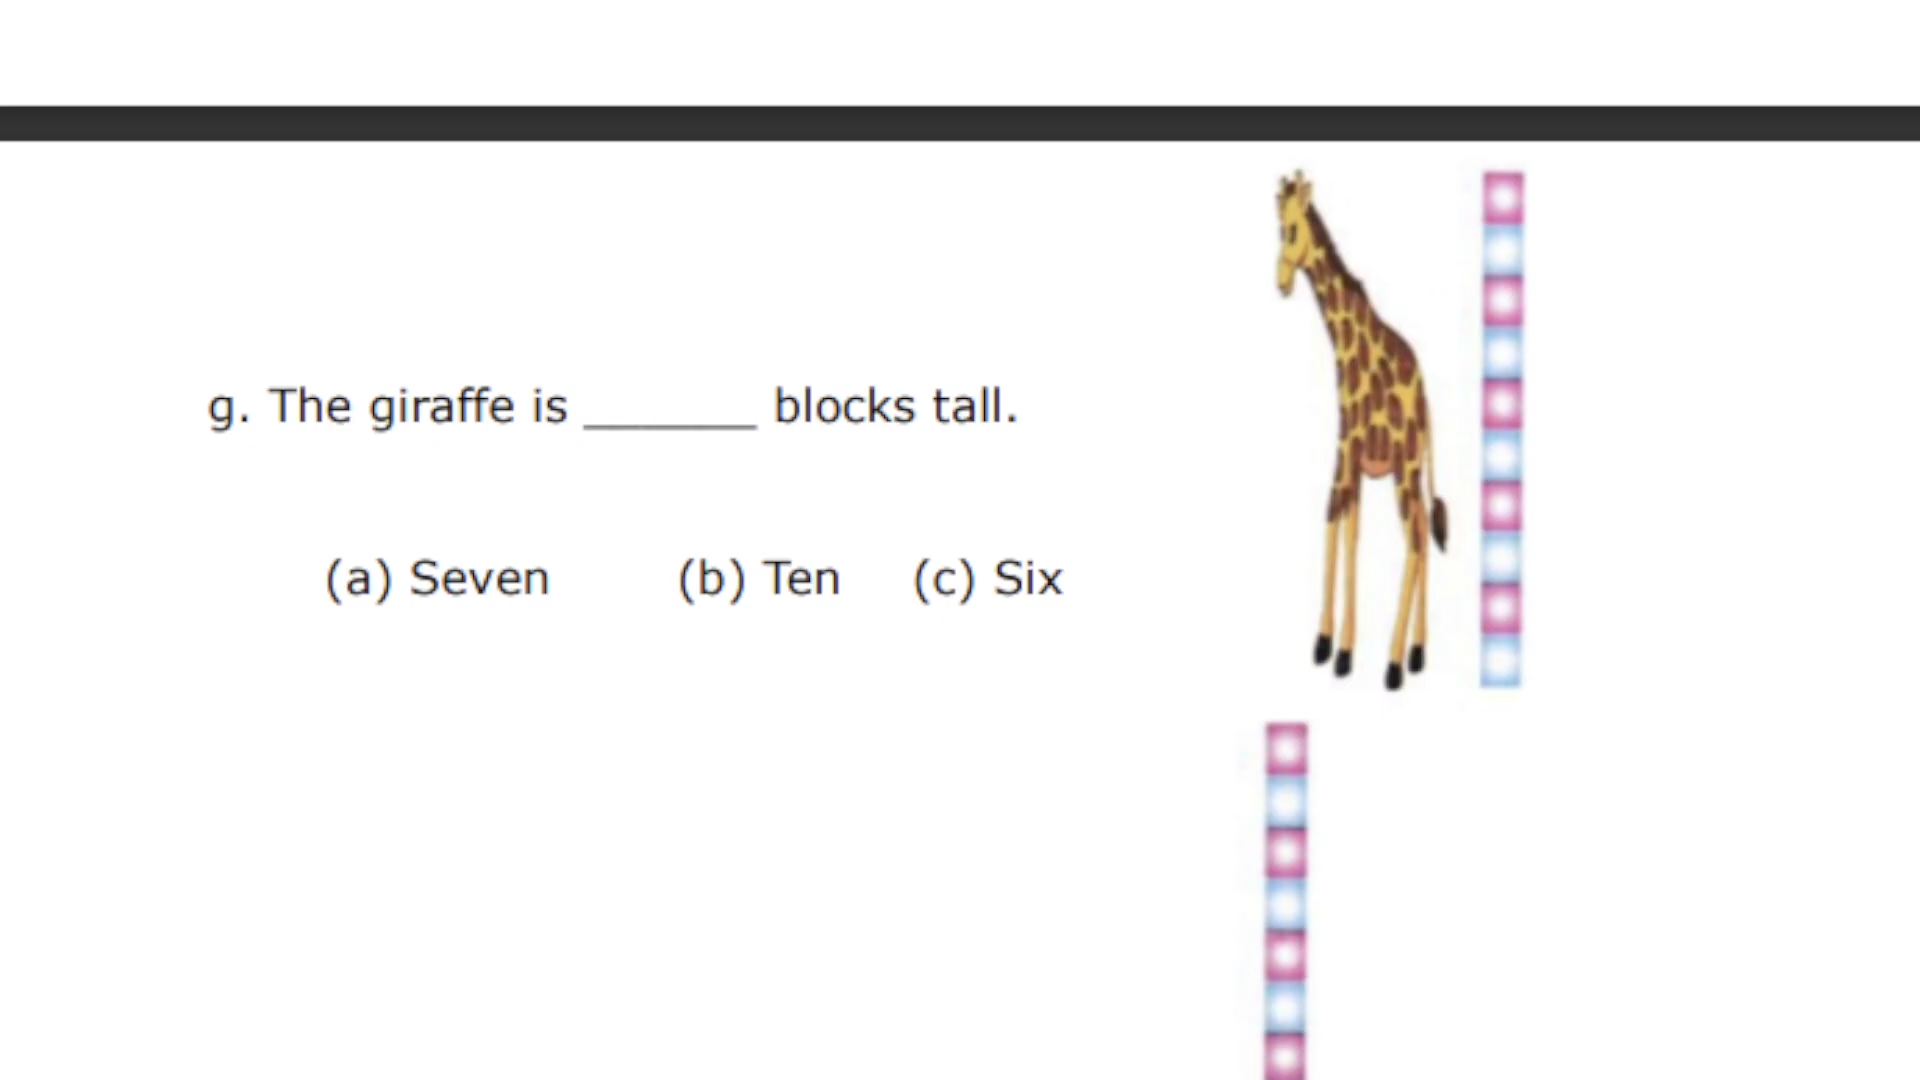 g. The giraffe is _______ blocks tall.
(a) Seven (b) Ten (c) Six